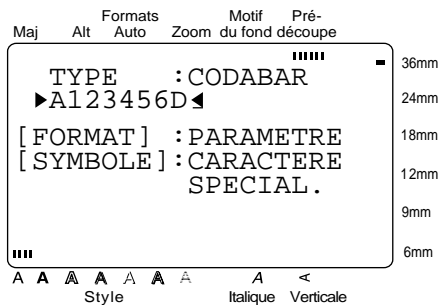 Formats Motif Pré-
Maj Alt Auto Zoom du fond découpe
TYPE :CODABAR
A123456D
[FORMAT] :PARAMETRE
[SYMBOLE]:CARACTERE
SPECIAL.
36mm
24mm
18mm
12mm
9mm
6mm
A A A A A A A A A
Style Italique Verticale